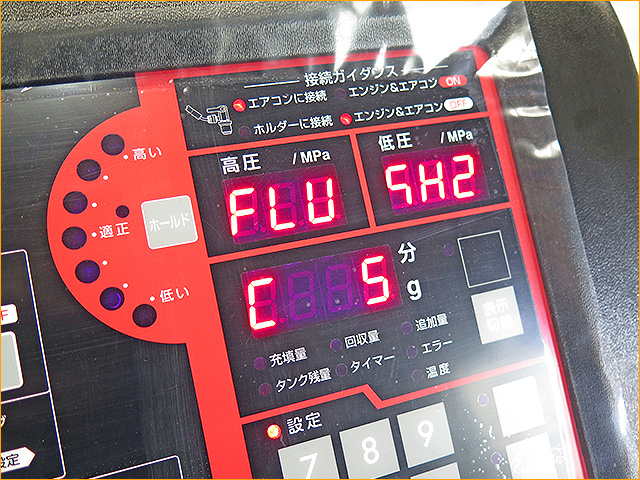 接続ガイダンス
エアコンに接続 エンジン&エアコン ON
ホルダーに接続 エンジン&エアコン OFF
高圧 /MPa 低圧 /MPa
FLU SH2
高い
適正
ホールド
低い
C 5 分
g
表示
切替
充填量 回収量 追加量
タンク残量 タイマー エラー
温度
設定
7 8 9
F
設定